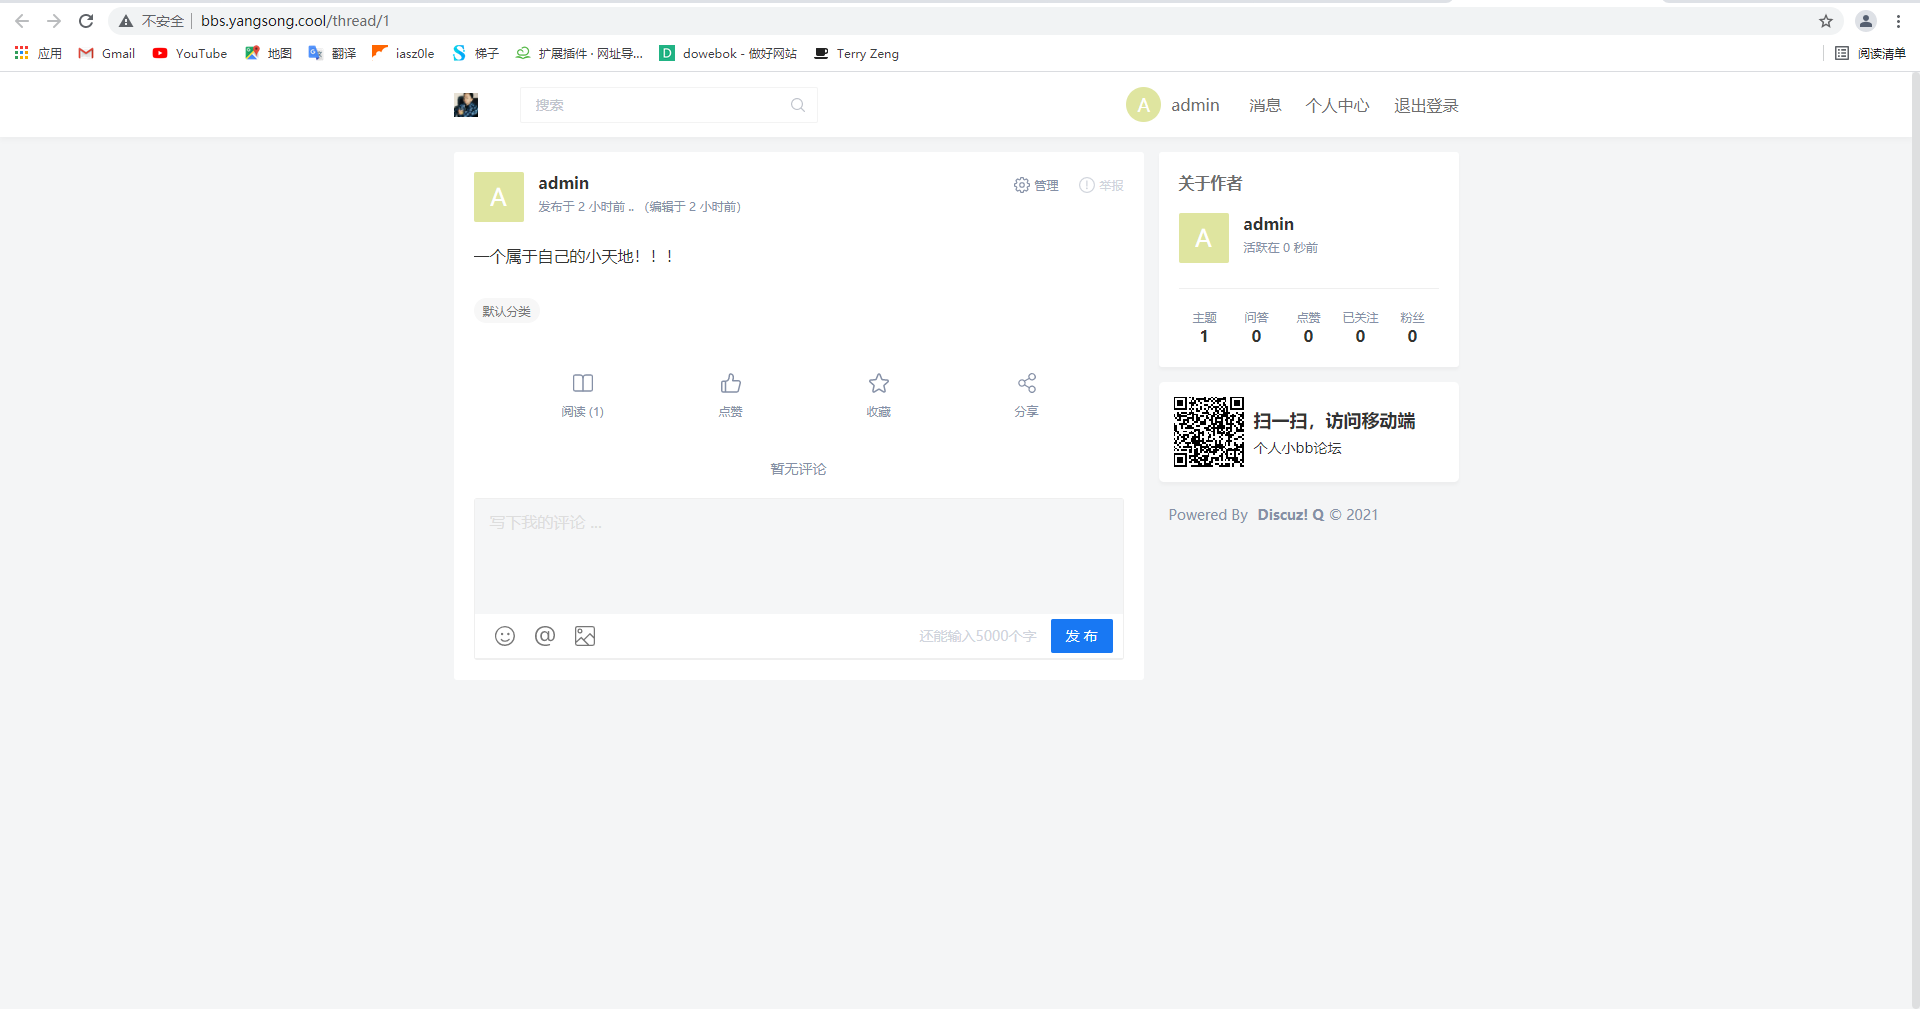 不安全 bbs.yangsong.cool/thread/1
应用 Gmail YouTube 地图 翻译 iasz0le 梯子 扩展插件 · 网址导... D dowebok - 做好网站 Terry Zeng 阅读清单
搜索 A admin 消息 个人中心 退出登录
A admin 管理 举报
发布于 2 小时前 .. (编辑于 2 小时前)
一个属于自己的小天地！！！
默认分类
阅读 (1) 点赞 收藏 分享
暂无评论
写下我的评论 ...
还能输入5000个字 发 布
关于作者
A admin
活跃在 0 秒前
主题 问答 点赞 已关注 粉丝
1 0 0 0 0
扫一扫，访问移动端
个人小bb论坛
Powered By Discuz! Q © 2021